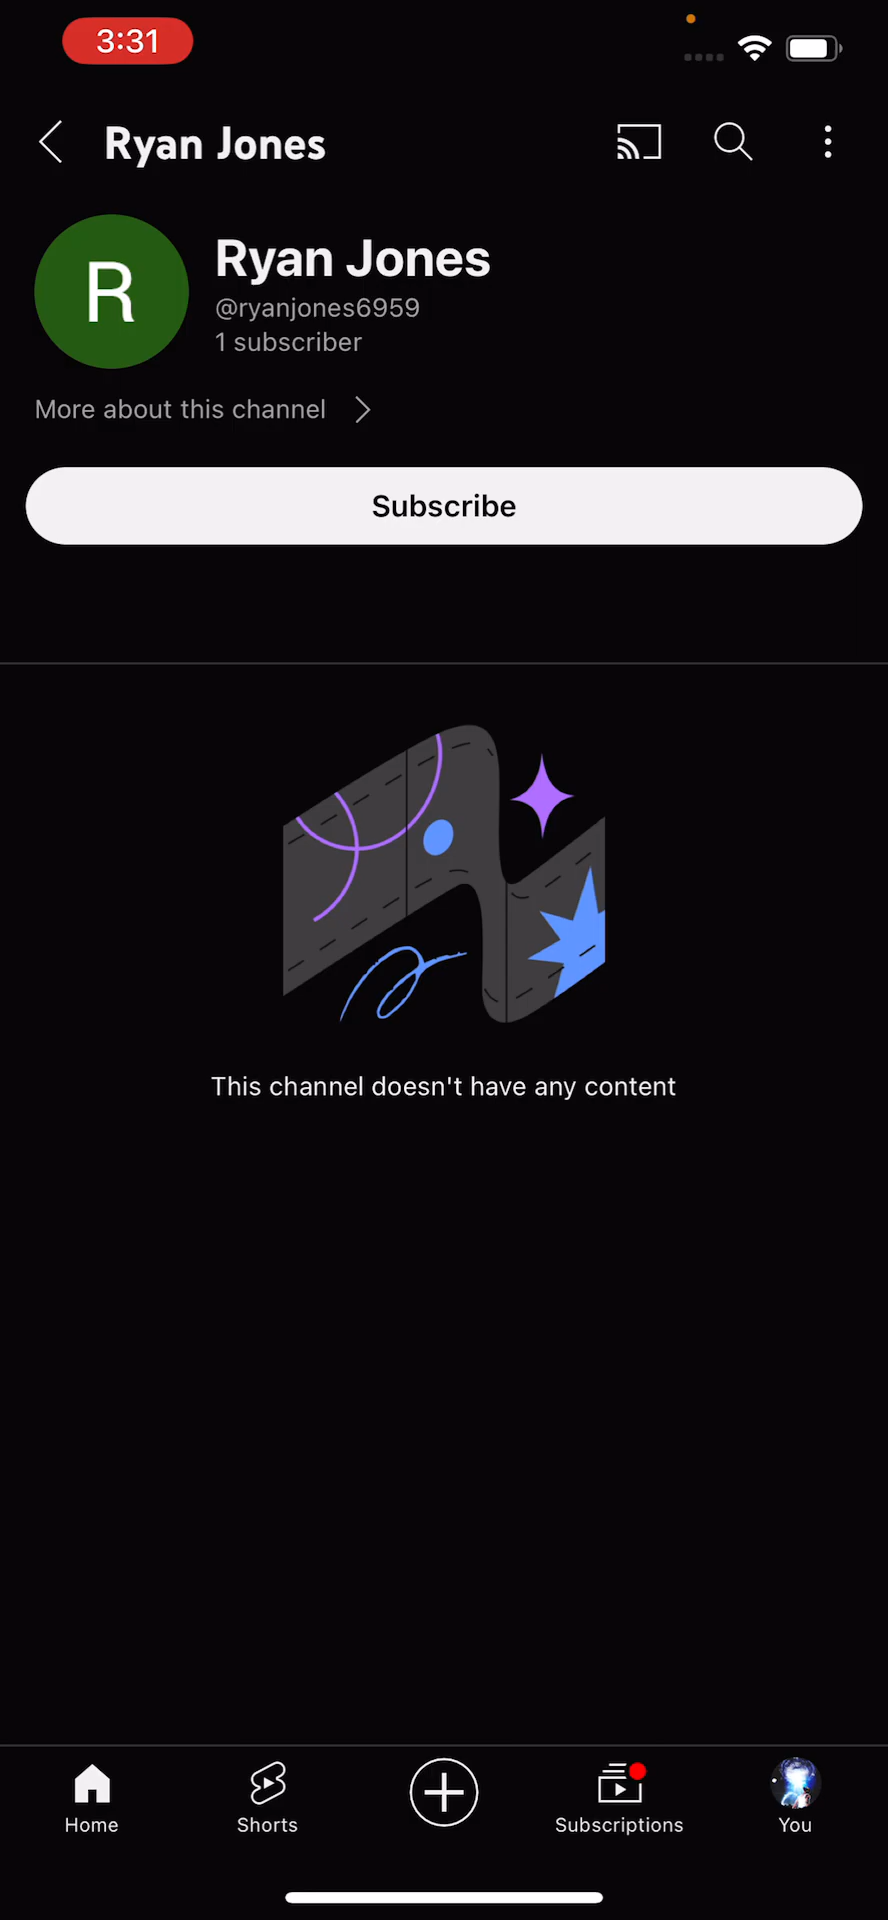 3:31
Ryan Jones
R
Ryan Jones
@ryanjones6959
1 subscriber
More about this channel
Subscribe
This channel doesn't have any content
Home
Shorts
Subscriptions
You